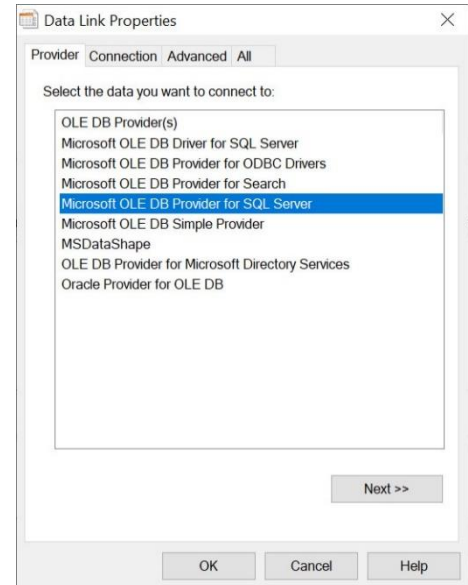 Data Link Properties
Provider Connection Advanced All
Select the data you want to connect to:
OLE DB Provider(s)
Microsoft OLE DB Driver for SQL Server
Microsoft OLE DB Provider for ODBC Drivers
Microsoft OLE DB Provider for Search
Microsoft OLE DB Provider for SQL Server
Microsoft OLE DB Simple Provider
MSDataShape
OLE DB Provider for Microsoft Directory Services
Oracle Provider for OLE DB
Next >>
OK Cancel Help